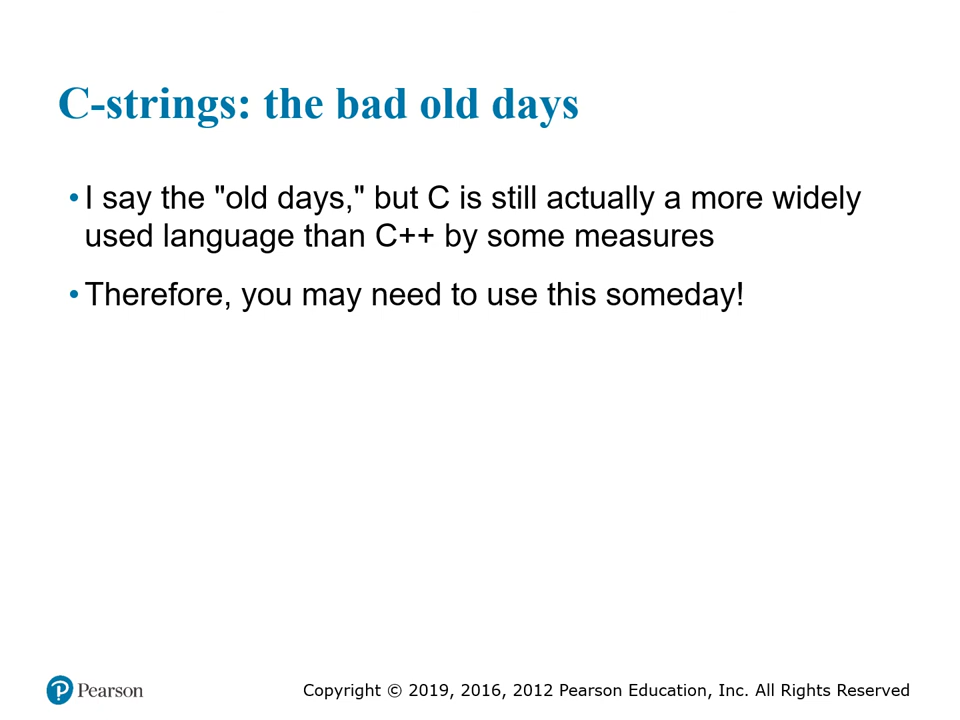 C-strings: the bad old days
• I say the "old days," but C is still actually a more widely
used language than C++ by some measures
• Therefore, you may need to use this someday!
Pearson
Copyright © 2019, 2016, 2012 Pearson Education, Inc. All Rights Reserved